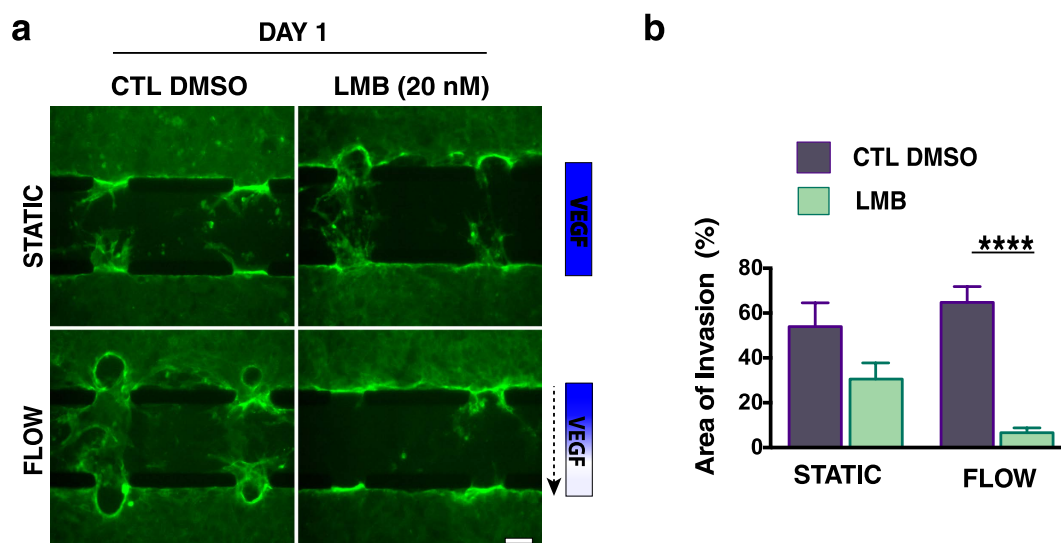 a
DAY 1
CTL DMSO
LMB (20 nM)
STATIC
VEGF
FLOW
VEGF
b
CTL DMSO
LMB
****
Area of Invasion (%)
80
60
40
20
0
STATIC
FLOW